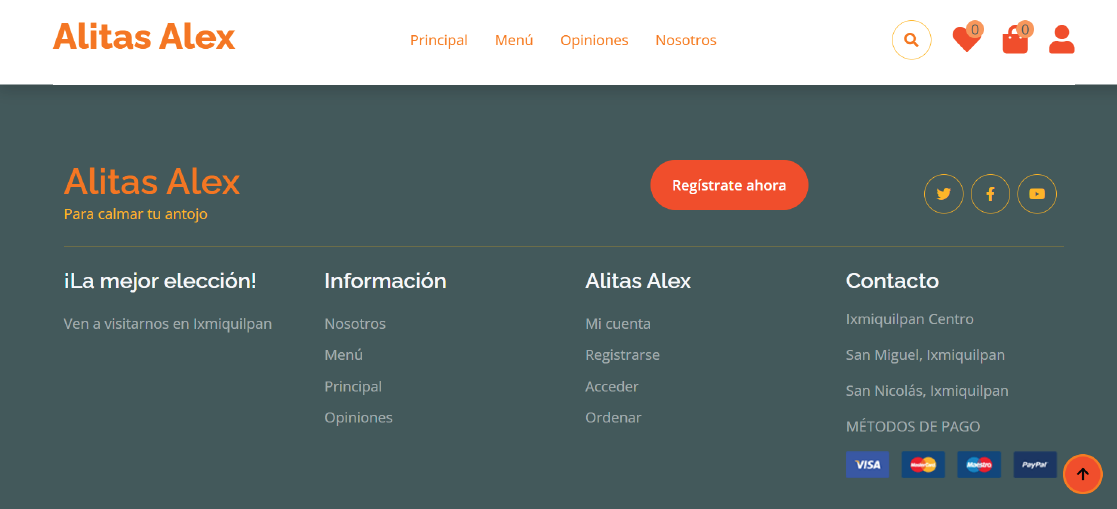 Alitas Alex
Principal Menú Opiniones Nosotros
0 0
Alitas Alex
Para calmar tu antojo
Regístrate ahora
¡La mejor elección!
Ven a visitarnos en Ixmiquilpan
Información
Nosotros
Menú
Principal
Opiniones
Alitas Alex
Mi cuenta
Registrarse
Acceder
Ordenar
Contacto
Ixmiquilpan Centro
San Miguel, Ixmiquilpan
San Nicolás, Ixmiquilpan
MÉTODOS DE PAGO
VISA MasterCard Maestro PayPal